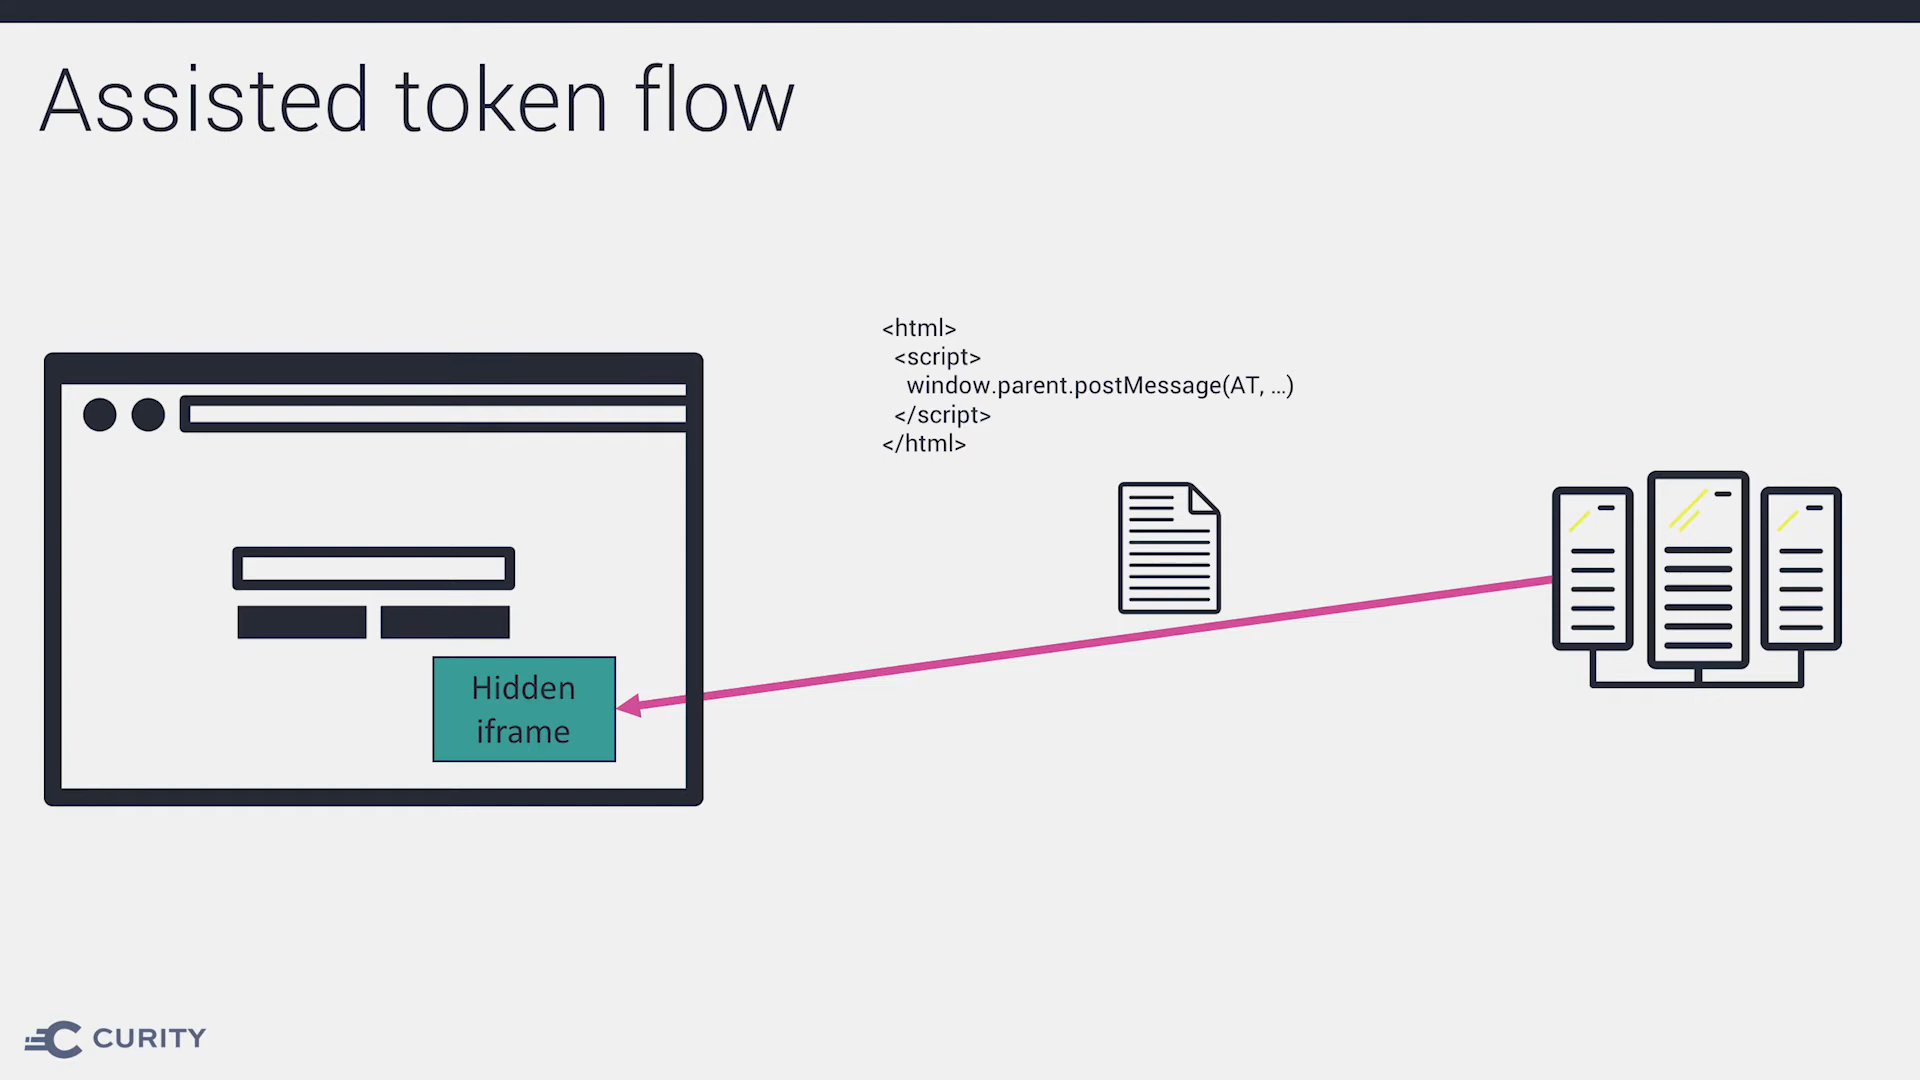 Assisted token flow
<html>
<script>
window.parent.postMessage(AT, ...)
</script>
</html>
Hidden
iframe
CURITY